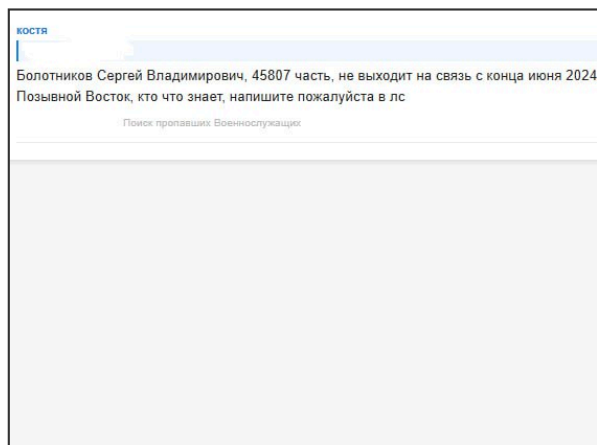 костя
Болотников Сергей Владимирович, 45807 часть, не выходит на связь с конца июня 2024
Позывной Восток, кто что знает, напишите пожалуйста в лс
Поиск пропавших Военнослужащих